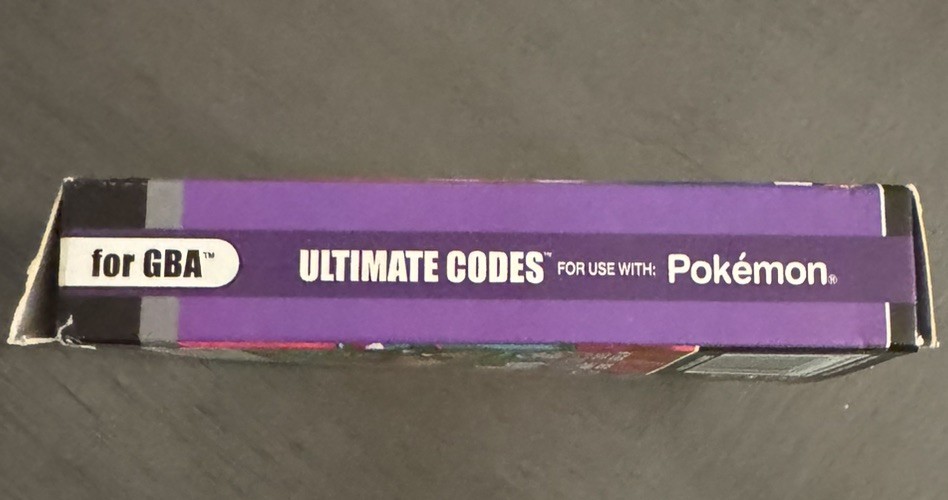 for GBA™
ULTIMATE CODES™ FOR USE WITH: Pokémon®